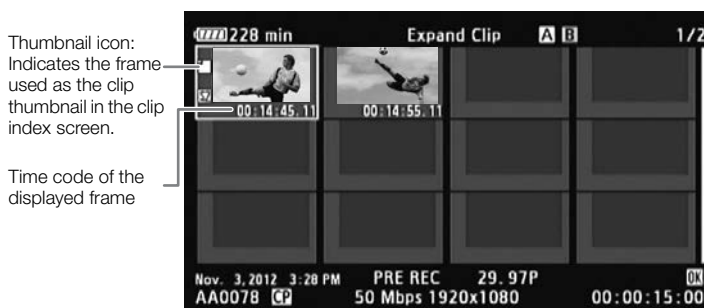 Thumbnail icon:
Indicates the frame
used as the clip
thumbnail in the clip
index screen.
Time code of the
displayed frame
228 min Expand Clip A B 1/2
00:14:45.11 00:14:55.11
Nov. 3,2012 3:28 PM PRE REC 29.97P OK
AA0078 CP 50 Mbps 1920x1080 00:00:15:00